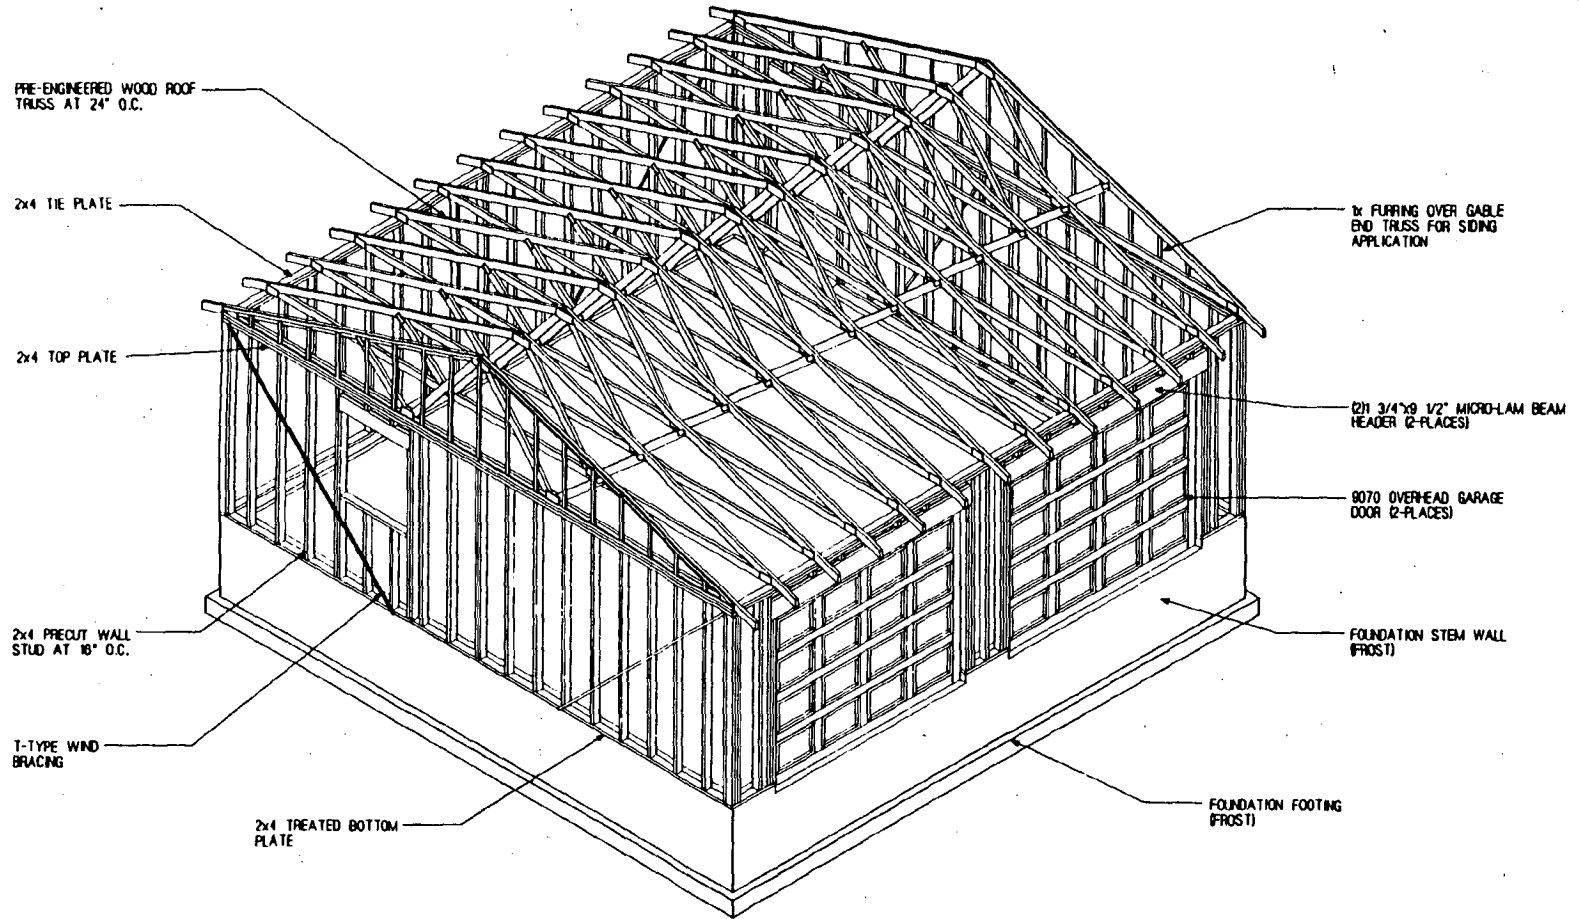 PRE-ENGINEERED WOOD ROOF
TRUSS AT 24" O.C.
2x4 TIE PLATE
2x4 TOP PLATE
2x4 PRECUT WALL
STUD AT 16" O.C.
T-TYPE WIND
BRACING
2x4 TREATED BOTTOM
PLATE
1x FURRING OVER GABLE
END TRUSS FOR SIDING
APPLICATION
(2)1 3/4"x9 1/2" MICRO-LAM BEAM
HEADER (2-PLACES)
9070 OVERHEAD GARAGE
DOOR (2-PLACES)
FOUNDATION STEM WALL
(FROST)
FOUNDATION FOOTING
(FROST)